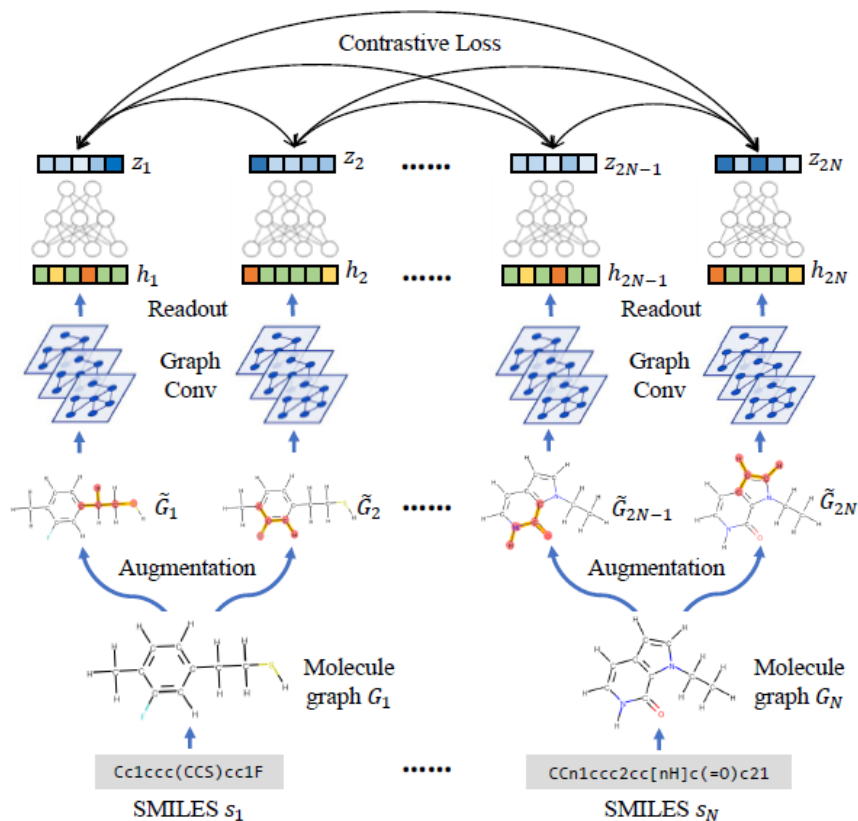 Contrastive Loss
z₁ z₂ ...... z₂ₙ₋₁ z₂ₙ
h₁ h₂ ...... h₂ₙ₋₁ h₂ₙ
Readout Readout
Graph Graph
Conv Conv
G̃₁ G̃₂ ...... G̃₂ₙ₋₁ G̃₂ₙ
Augmentation Augmentation
Molecule Molecule
graph G₁ graph G_N
Cc1ccc(CCS)cc1F ...... CCn1ccc2cc[nH]c(=O)c21
SMILES s₁ SMILES s_N